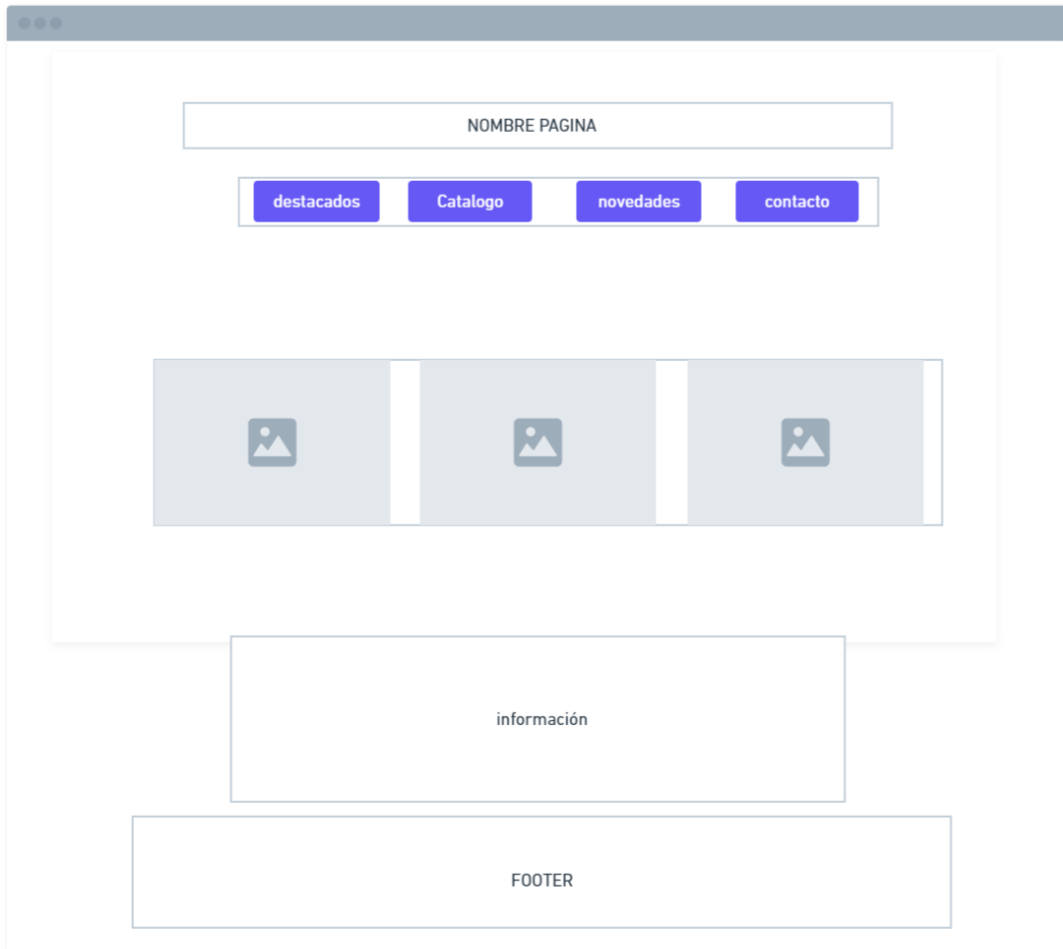 NOMBRE PAGINA
destacados Catalogo novedades contacto
información
FOOTER